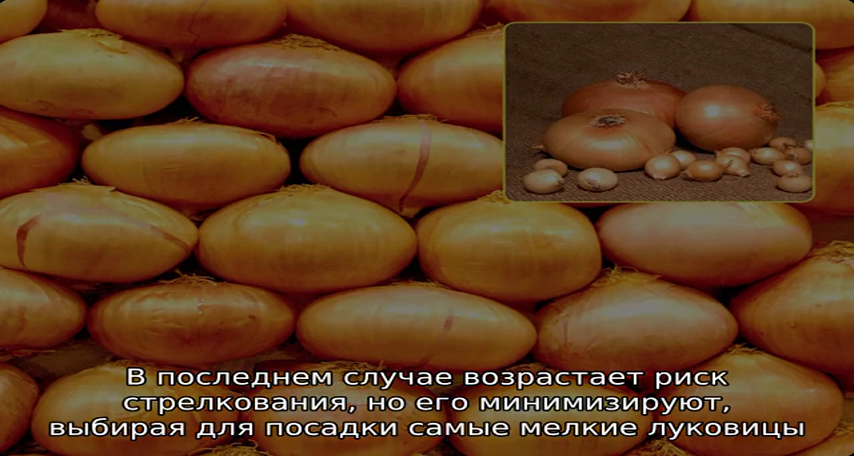 В последнем случае возрастает риск
стрелкования, но его минимизируют,
выбирая для посадки самые мелкие луковицы